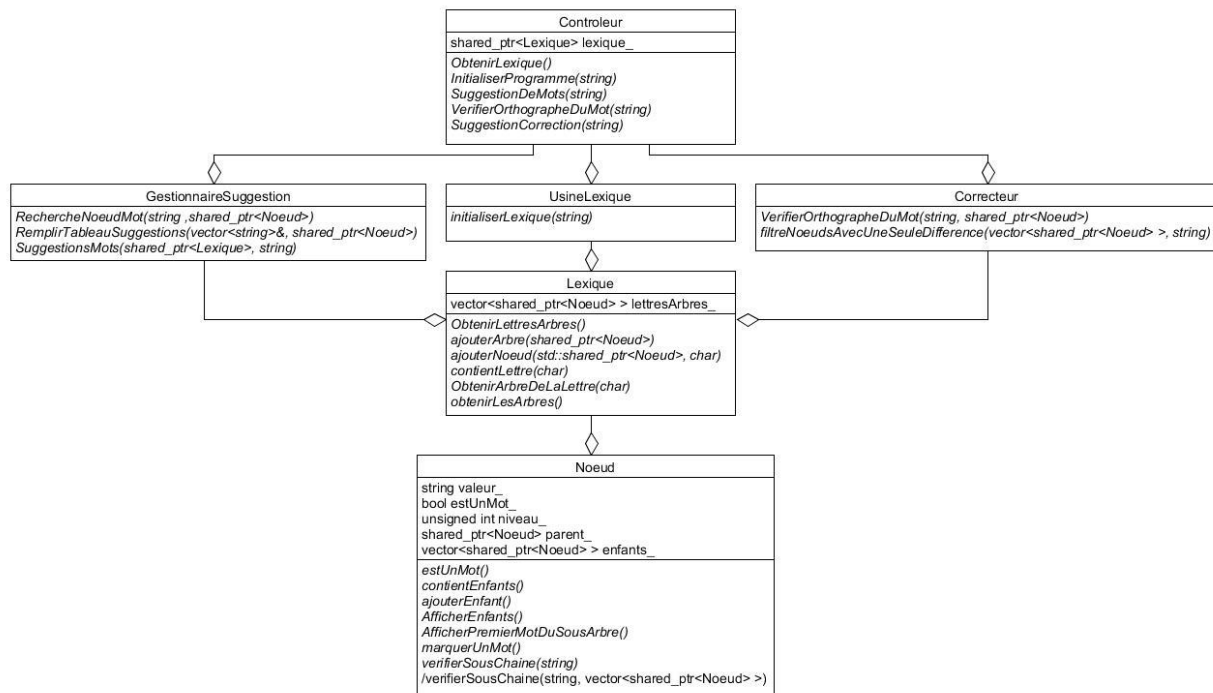 Controleur
shared_ptr<Lexique> lexique_
ObtenirLexique()
InitialiserProgramme(string)
SuggestionDeMots(string)
VerifierOrthographeDuMot(string)
SuggestionCorrection(string)
GestionnaireSuggestion
RechercheNoeudMot(string ,shared_ptr<Noeud>)
RemplirTableauSuggestions(vector<string>&, shared_ptr<Noeud>)
SuggestionsMots(shared_ptr<Lexique>, string)
UsineLexique
initialiserLexique(string)
Correcteur
VerifierOrthographeDuMot(string, shared_ptr<Noeud>)
filtreNoeudsAvecUneSeuleDifference(vector<shared_ptr<Noeud> >, string)
Lexique
vector<shared_ptr<Noeud> > lettresArbres_
ObtenirLettresArbres()
ajouterArbre(shared_ptr<Noeud>)
ajouterNoeud(std::shared_ptr<Noeud>, char)
contientLettre(char)
ObtenirArbreDeLaLettre(char)
obtenirLesArbres()
Noeud
string valeur_
bool estUnMot_
unsigned int niveau_
shared_ptr<Noeud> parent_
vector<shared_ptr<Noeud> > enfants_
estUnMot()
contientEnfants()
ajouterEnfant()
AfficherEnfants()
AfficherPremierMotDuSousArbre()
marquerUnMot()
verifierSousChaine(string)
/verifierSousChaine(string, vector<shared_ptr<Noeud> >)